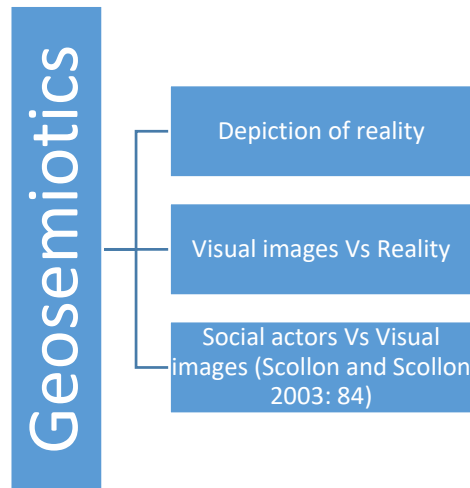 Geosemiotics
Depiction of reality
Visual images Vs Reality
Social actors Vs Visual
images (Scollon and Scollon
2003: 84)